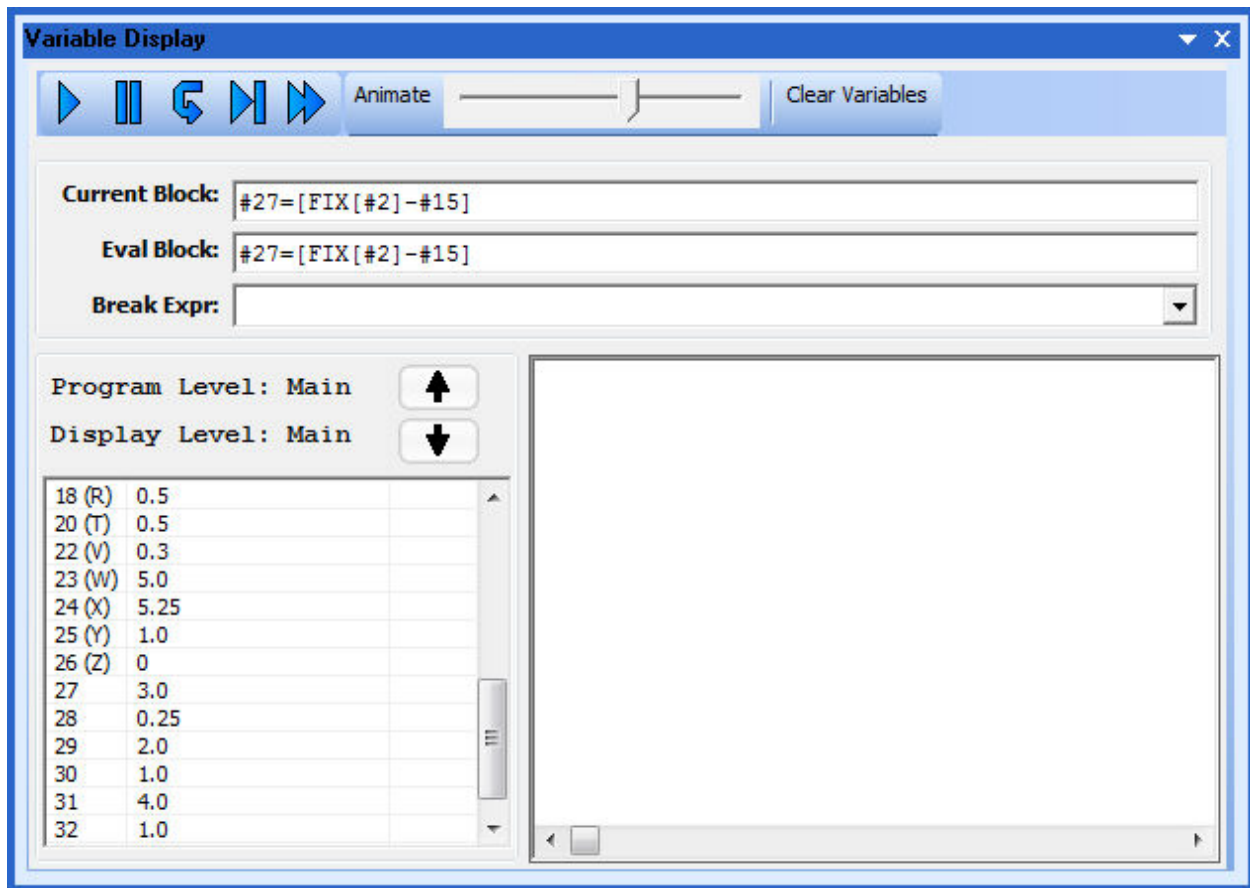 Variable Display
Animate
Clear Variables
Current Block: #27=[FIX[#2]-#15]
Eval Block: #27=[FIX[#2]-#15]
Break Expr:
Program Level: Main
Display Level: Main
18 (R) 0.5
20 (T) 0.5
22 (V) 0.3
23 (W) 5.0
24 (X) 5.25
25 (Y) 1.0
26 (Z) 0
27 3.0
28 0.25
29 2.0
30 1.0
31 4.0
32 1.0